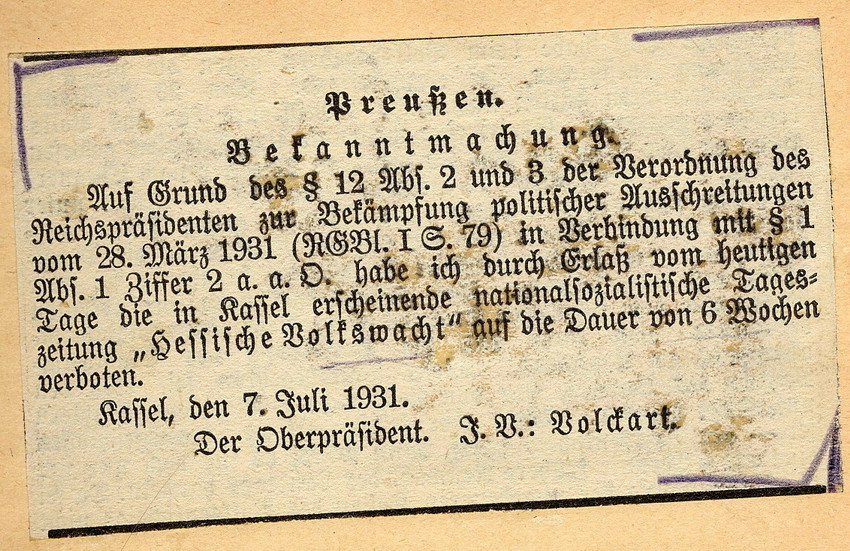 Preußen.
Bekanntmachung.
Auf Grund des § 12 Abs. 2 und 3 der Verordnung des
Reichspräsidenten zur Bekämpfung politischer Ausschreitungen
vom 28. März 1931 (RGBl. I S. 79) in Verbindung mit § 1
Abs. 1 Ziffer 2 a. a. O. habe ich durch Erlaß vom heutigen
Tage die in Kassel erscheinende nationalsozialistische Tages-
zeitung „Hessische Volkswacht“ auf die Dauer von 6 Wochen
verboten.
Kassel, den 7. Juli 1931.
Der Oberpräsident. J. V.: Volckart.